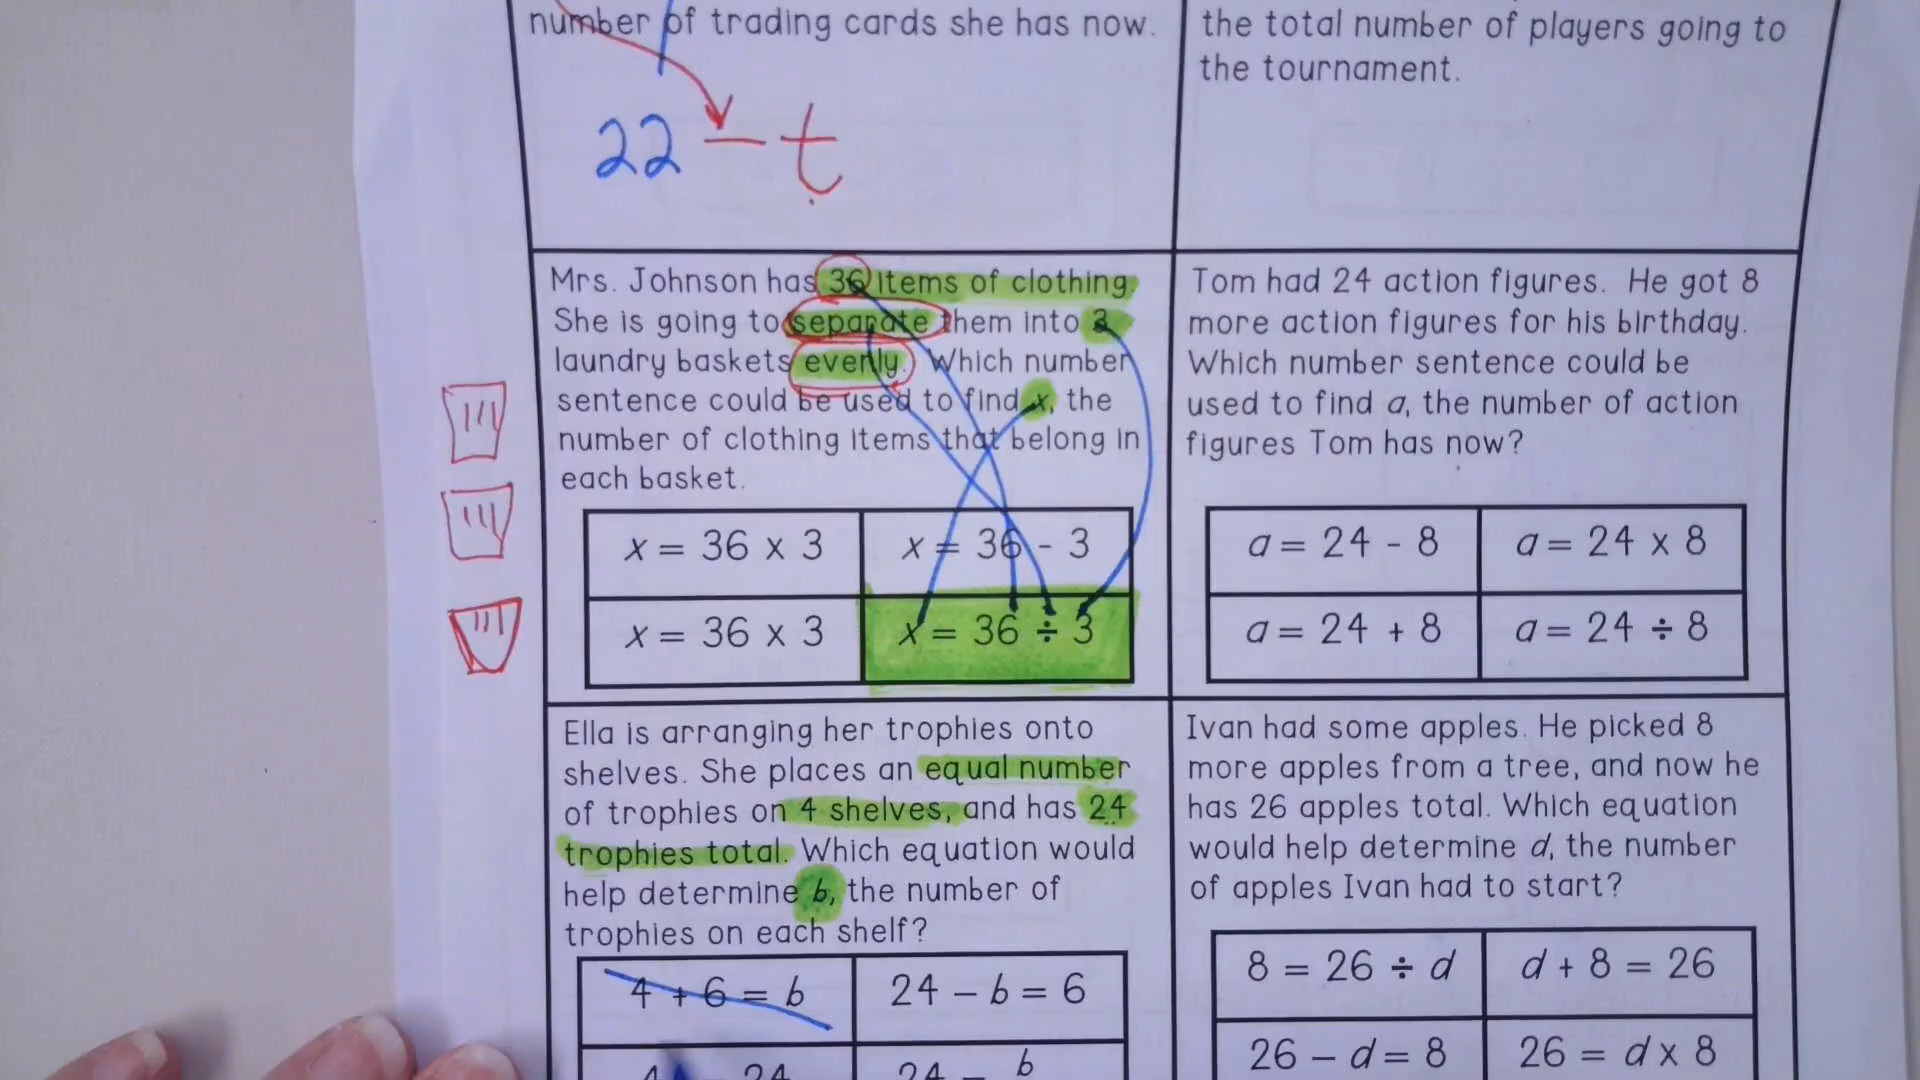 number of trading cards she has now.
22 - t
the total number of players going to
the tournament.
Mrs. Johnson has 36 items of clothing.
She is going to separate them into 3
laundry baskets evenly. Which number
sentence could be used to find x, the
number of clothing items that belong in
each basket.
x = 36 x 3
x = 36 - 3
x = 36 x 3
x = 36 ÷ 3
Tom had 24 action figures. He got 8
more action figures for his birthday.
Which number sentence could be
used to find a, the number of action
figures Tom has now?
a = 24 - 8
a = 24 x 8
a = 24 + 8
a = 24 ÷ 8
Ella is arranging her trophies onto
shelves. She places an equal number
of trophies on 4 shelves, and has 24
trophies total. Which equation would
help determine b, the number of
trophies on each shelf?
4 + 6 = b
24 – b = 6
4 24
24 b
Ivan had some apples. He picked 8
more apples from a tree, and now he
has 26 apples total. Which equation
would help determine d, the number
of apples Ivan had to start?
8 = 26 ÷ d
d + 8 = 26
26 – d = 8
26 = d x 8